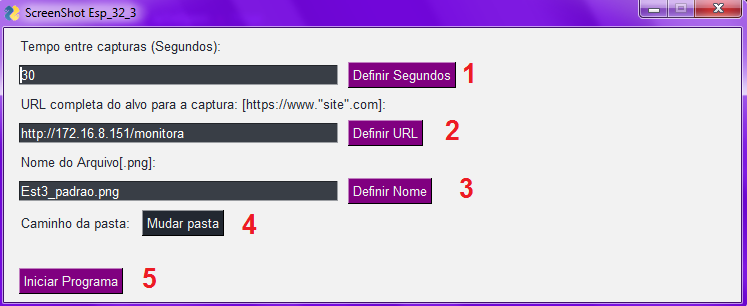 ScreenShot Esp_32_3
Tempo entre capturas (Segundos):
30 Definir Segundos 1
URL completa do alvo para a captura: [https://www."site".com]:
http://172.16.8.151/monitora Definir URL 2
Nome do Arquivo[.png]:
Est3_padrao.png Definir Nome 3
Caminho da pasta: Mudar pasta 4
Iniciar Programa 5